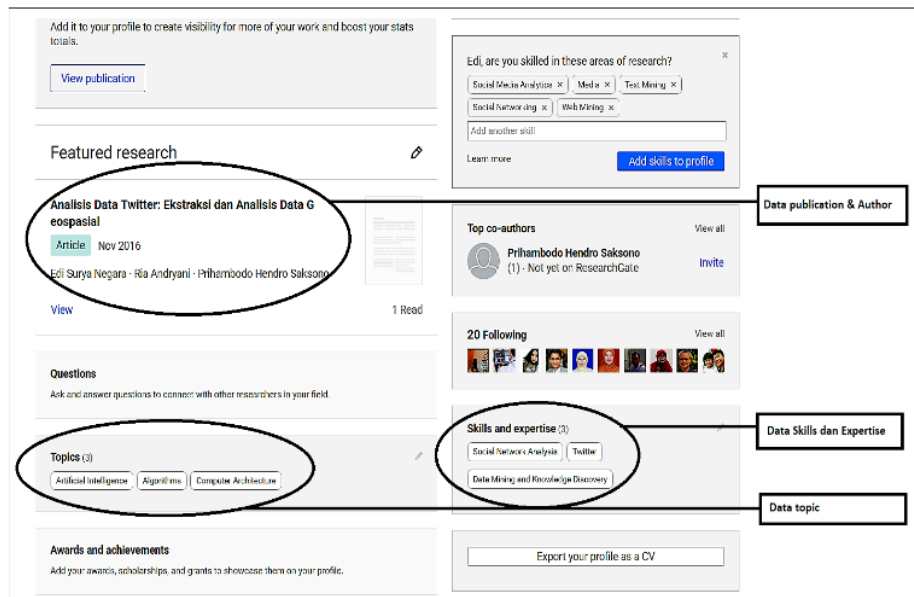 Add it to your profile to create visibility for more of your work and boost your stats
totals.
View publication
Featured research
Analisis Data Twitter: Ekstraksi dan Analisis Data G
eospasial
Article Nov 2016
Edi Surya Negara · Ria Andryani · Prihambodo Hendro Saksono
View
1 Read
Questions
Ask and answer questions to connect with other researchers in your field.
Topics (3)
Artificial Intelligence Algorithms Computer Architecture
Awards and achievements
Add your awards, scholarships, and grants to showcase them on your profile.
Edi, are you skilled in these areas of research?
×
Social Media Analytics × Media × Text Mining ×
Social Networking × Web Mining ×
Add another skill
Learn more
Add skills to profile
Top co-authors
View all
Prihambodo Hendro Saksono
(1) · Not yet on ResearchGate
Invite
20 Following
View all
Skills and expertise (3)
Social Network Analysis Twitter
Data Mining and Knowledge Discovery
Export your profile as a CV
Data publication & Author
Data Skills dan Expertise
Data topic